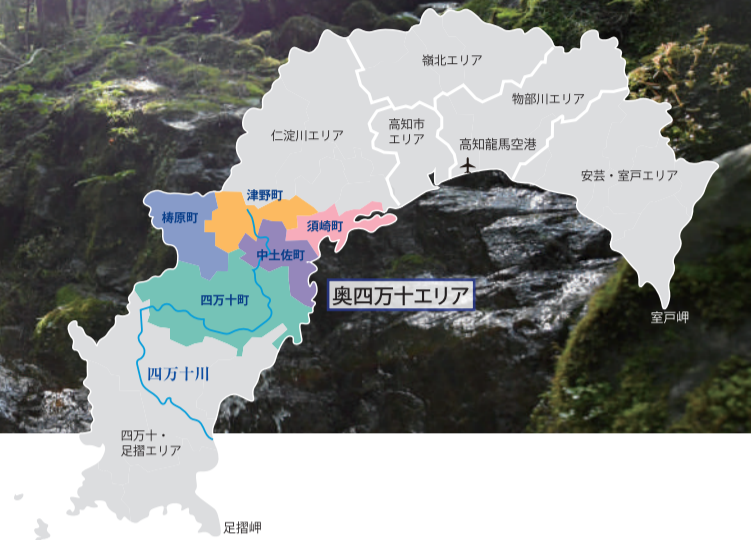 嶺北エリア
物部川エリア
仁淀川エリア
高知市
エリア
高知龍馬空港
安芸・室戸エリア
津野町
梼原町
須崎町
中土佐町
奥四万十エリア
四万十町
室戸岬
四万十川
四万十・
足摺エリア
足摺岬